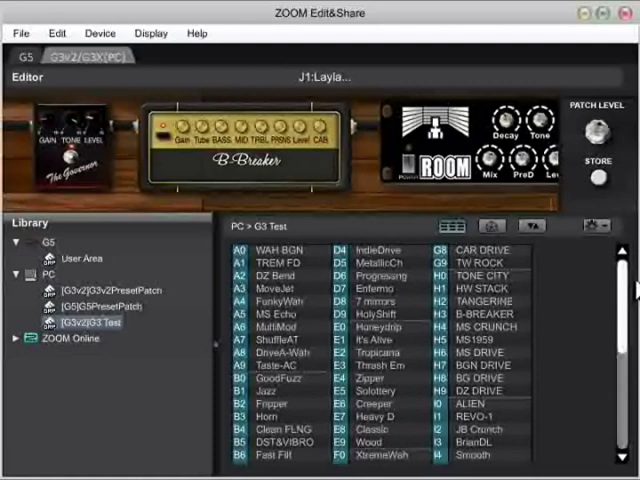 ZOOM Edit&Share
File Edit Device Display Help
G5 G3v2/G3X(PC)
Editor J1:Layla...
GAIN TONE LEVEL
The Governor
Gain Tube BASS MID TRBL PRSNS Level CAB
B-Breaker
Power ROOM
Decay Tone
Mix PreD Lev
PATCH LEVEL
STORE
Library
G5
User Area
PC
[G3v2]G3v2PresetPatch
[G5]G5PresetPatch
[G3v2]G3 Test
ZOOM Online
PC > G3 Test
A0 WAH BGN D4 IndieDrive G8 CAR DRIVE
A1 TREM FD D5 MetallicCh G9 TW ROCK
A2 DZ Bend D6 Progresng H0 TONE CITY
A3 MoveJet D7 Enfermo H1 HW STACK
A4 FunkyWah D8 7 mirrors H2 TANGERINE
A5 MS Echo D9 HolyShift H3 B-BREAKER
A6 MultiMod E0 Honeydrip H4 MS CRUNCH
A7 ShuffleAT E1 It's Alive H5 MS1959
A8 DriveA-Wah E2 Tropicana H6 MS DRIVE
A9 Taste-AC E3 Thrash Em H7 BGN DRIVE
B0 GoodFuzz E4 Zipper H8 BG DRIVE
B1 Jazz E5 Solottery H9 DZ DRIVE
B2 Fripper E6 Creeper I0 ALIEN
B3 Horn E7 Heavy D I1 REVO-1
B4 Clean FLNG E8 Classic I2 JB Crunch
B5 DST&VIBRO E9 Wood I3 BrianDL
B6 Fast Fill F0 XtremeWah I4 Smooth